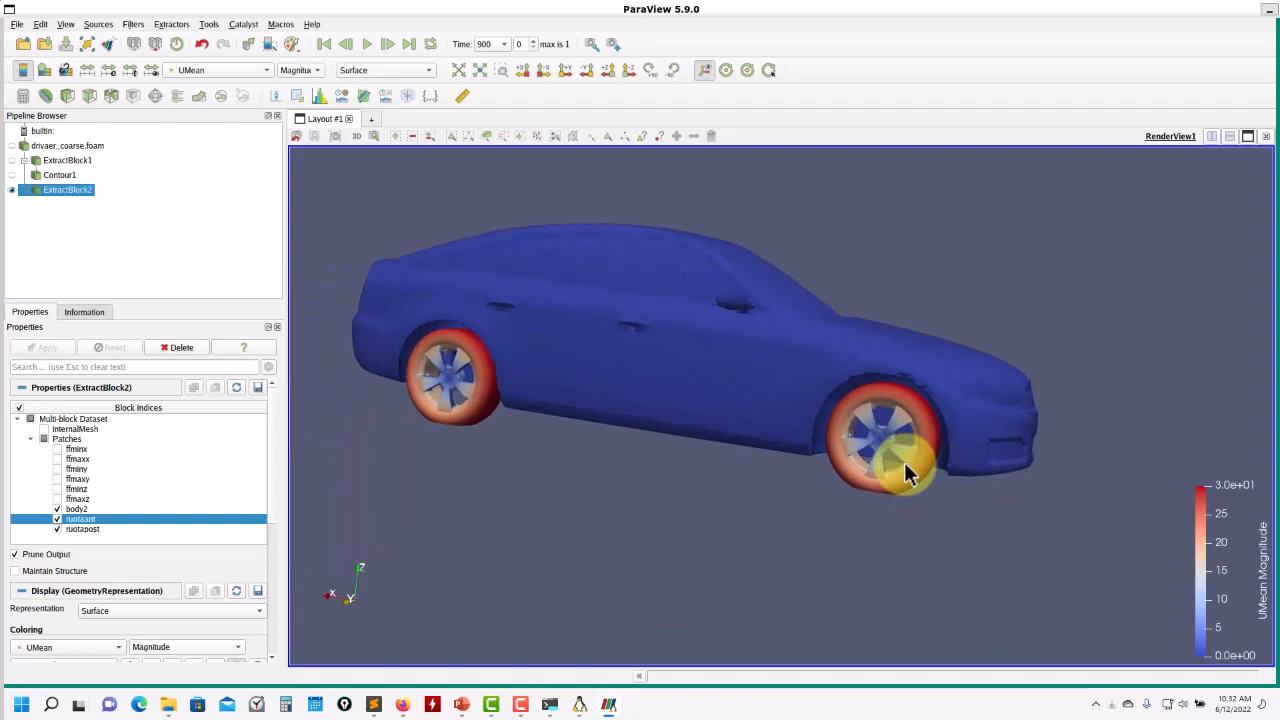 ParaView 5.9.0
File Edit View Sources Filters Extractors Tools Catalyst Macros Help
Time: 900 0 max is 1
UMean Magnitu Surface
Pipeline Browser
Layout #1 +
3D RenderView1
builtin:
drivaer_coarse.foam
ExtractBlock1
Contour1
ExtractBlock2
Properties Information
Properties
Apply Reset Delete ?
Search ... (use Esc to clear text)
Properties (ExtractBlock2)
Block Indices
Multi-block Dataset
InternalMesh
Patches
ffminx
ffmaxx
ffminy
ffmaxy
ffminz
ffmaxz
body2
ruotaant
ruotapost
Prune Output
Maintain Structure
Display (GeometryRepresentation)
Representation Surface
Coloring
UMean Magnitude
X Y Z
3.0e+01
25
20
15
10
5
0.0e+00
UMean Magnitude
10:32 AM
6/12/2022